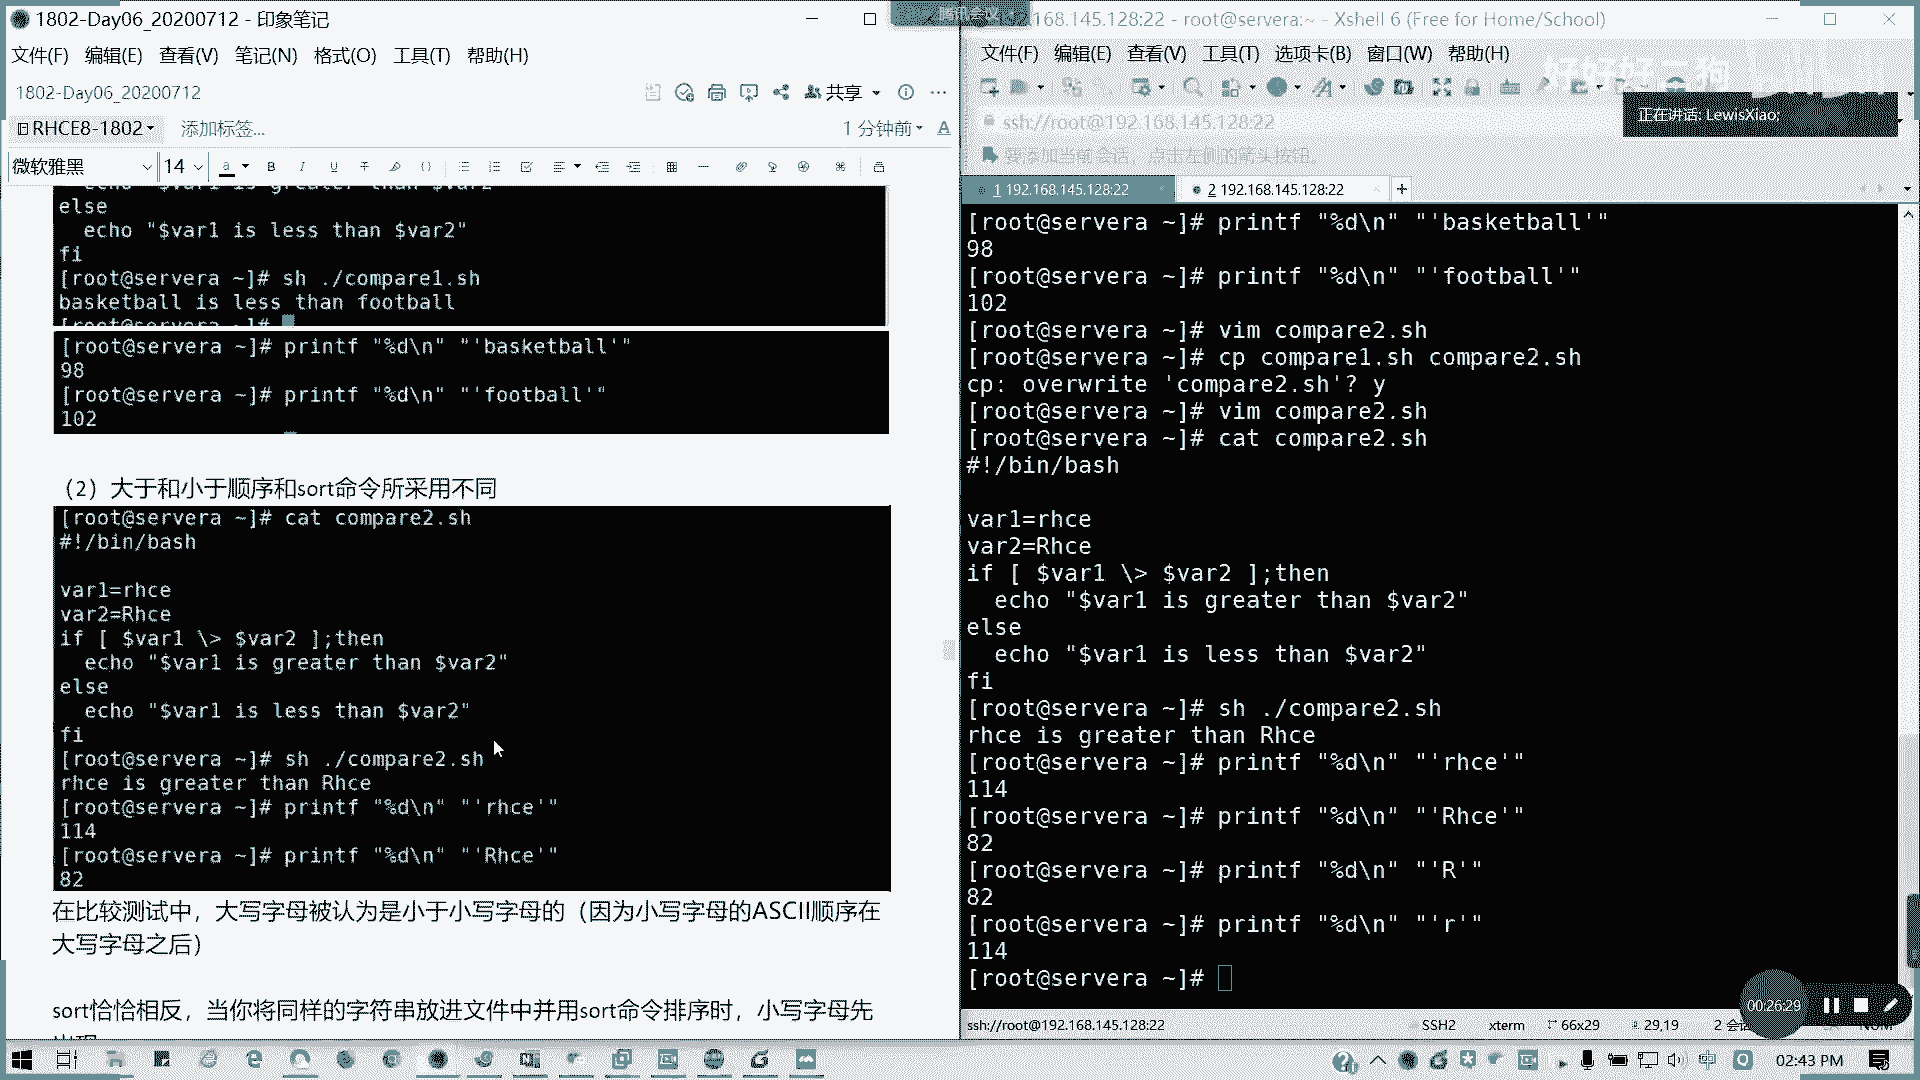 1802-Day06_20200712 - 印象笔记
文件(F) 编辑(E) 查看(V) 笔记(N) 格式(O) 工具(T) 帮助(H)
1802-Day06_20200712
共享
RHCE8-1802
添加标签...
1 分钟前
微软雅黑
14
else
echo "$var1 is less than $var2"
fi
[root@servera ~]# sh ./compare1.sh
basketball is less than football
[root@servera ~]#
[root@servera ~]# printf "%d\n" "'basketball'"
98
[root@servera ~]# printf "%d\n" "'football'"
102
（2）大于和小于顺序和sort命令所采用不同
[root@servera ~]# cat compare2.sh
#!/bin/bash
var1=rhce
var2=Rhce
if [ $var1 \> $var2 ];then
echo "$var1 is greater than $var2"
else
echo "$var1 is less than $var2"
fi
[root@servera ~]# sh ./compare2.sh
rhce is greater than Rhce
[root@servera ~]# printf "%d\n" "'rhce'"
114
[root@servera ~]# printf "%d\n" "'Rhce'"
82
在比较测试中，大写字母被认为是小于小写字母的（因为小写字母的ASCII顺序在
大写字母之后）
sort恰恰相反，当你将同样的字符串放进文件中并用sort命令排序时，小写字母先
腾讯会议
168.145.128:22 - root@servera:~ - Xshell 6 (Free for Home/School)
文件(F) 编辑(E) 查看(V) 工具(T) 选项卡(B) 窗口(W) 帮助(H)
好好好二狗
ssh://root@192.168.145.128:22
正在讲话: LewisXiao;
要添加当前会话，点击左侧的箭头按钮。
1 192.168.145.128:22
2 192.168.145.128:22
[root@servera ~]# printf "%d\n" "'basketball'"
98
[root@servera ~]# printf "%d\n" "'football'"
102
[root@servera ~]# vim compare2.sh
[root@servera ~]# cp compare1.sh compare2.sh
cp: overwrite 'compare2.sh'? y
[root@servera ~]# vim compare2.sh
[root@servera ~]# cat compare2.sh
#!/bin/bash
var1=rhce
var2=Rhce
if [ $var1 \> $var2 ];then
echo "$var1 is greater than $var2"
else
echo "$var1 is less than $var2"
fi
[root@servera ~]# sh ./compare2.sh
rhce is greater than Rhce
[root@servera ~]# printf "%d\n" "'rhce'"
114
[root@servera ~]# printf "%d\n" "'Rhce'"
82
[root@servera ~]# printf "%d\n" "'R'"
82
[root@servera ~]# printf "%d\n" "'r'"
114
[root@servera ~]#
00:26:29
ssh://root@192.168.145.128:22
SSH2
xterm
66x29
29,19
2 会
中
02:43 PM